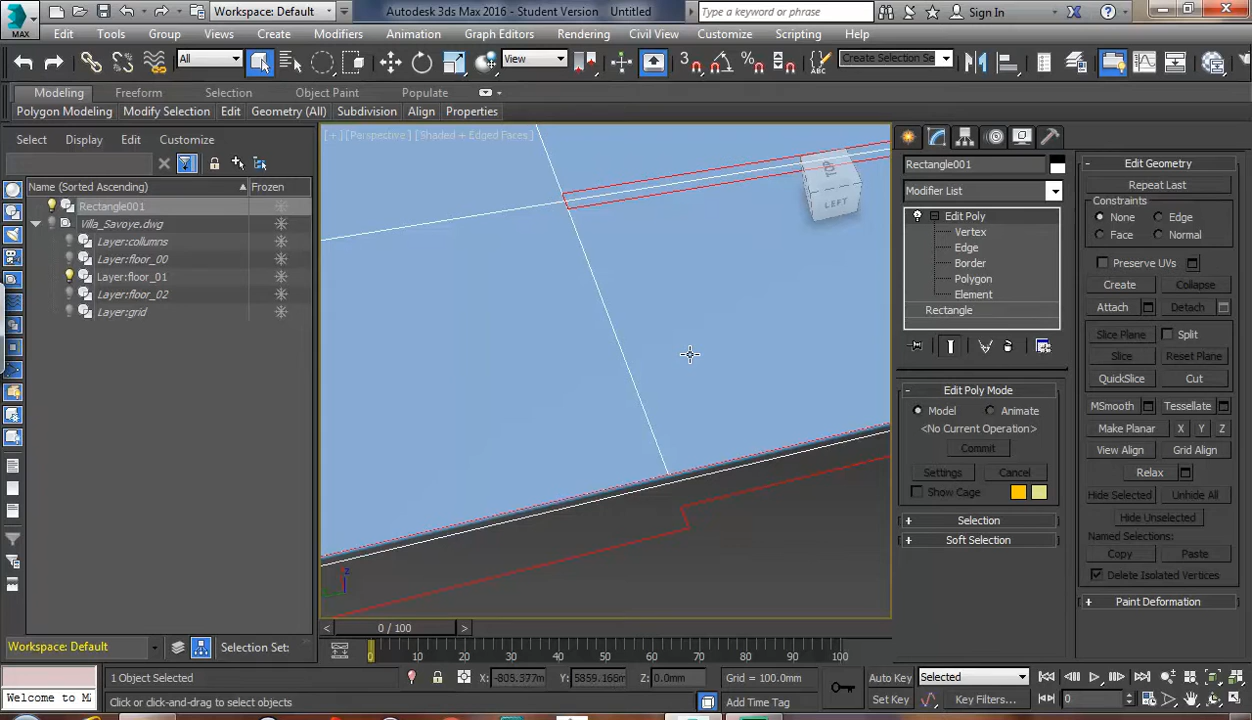 MAX
Workspace: Default
Autodesk 3ds Max 2016 - Student Version Untitled
Type a keyword or phrase
Sign In
Edit Tools Group Views Create Modifiers Animation Graph Editors Rendering Civil View Customize Scripting Help
All
View
Create Selection Se
Modeling Freeform Selection Object Paint Populate
Polygon Modeling Modify Selection Edit Geometry (All) Subdivision Align Properties
Select Display Edit Customize
Name (Sorted Ascending) Frozen
Rectangle001
Villa_Savoye.dwg
Layer:columns
Layer:floor_00
Layer:floor_01
Layer:floor_02
Layer:grid
[+] [Perspective] [Shaded + Edged Faces]
TOP
LEFT
Rectangle001
Modifier List
Edit Poly
Vertex
Edge
Border
Polygon
Element
Rectangle
- Edit Poly Mode
Model Animate
<No Current Operation>
Commit
Settings Cancel
Show Cage
+ Selection
+ Soft Selection
- Edit Geometry
Repeat Last
Constraints
None Edge
Face Normal
Preserve UVs
Create Collapse
Attach Detach
Slice Plane Split
Slice Reset Plane
QuickSlice Cut
MSmooth Tessellate
Make Planar X Y Z
View Align Grid Align
Relax
Hide Selected Unhide All
Hide Unselected
Named Selections:
Copy Paste
Delete Isolated Vertices
+ Paint Deformation
< 0 / 100 >
Workspace: Default
Selection Set:
0 10 20 30 40 50 60 70 80 90 100
1 Object Selected
X: -805.377m Y: 5859.166m Z: 0.0mm Grid = 100.0mm
Auto Key Selected
Welcome to M
Click or click-and-drag to select objects
Add Time Tag
Set Key Key Filters...
0